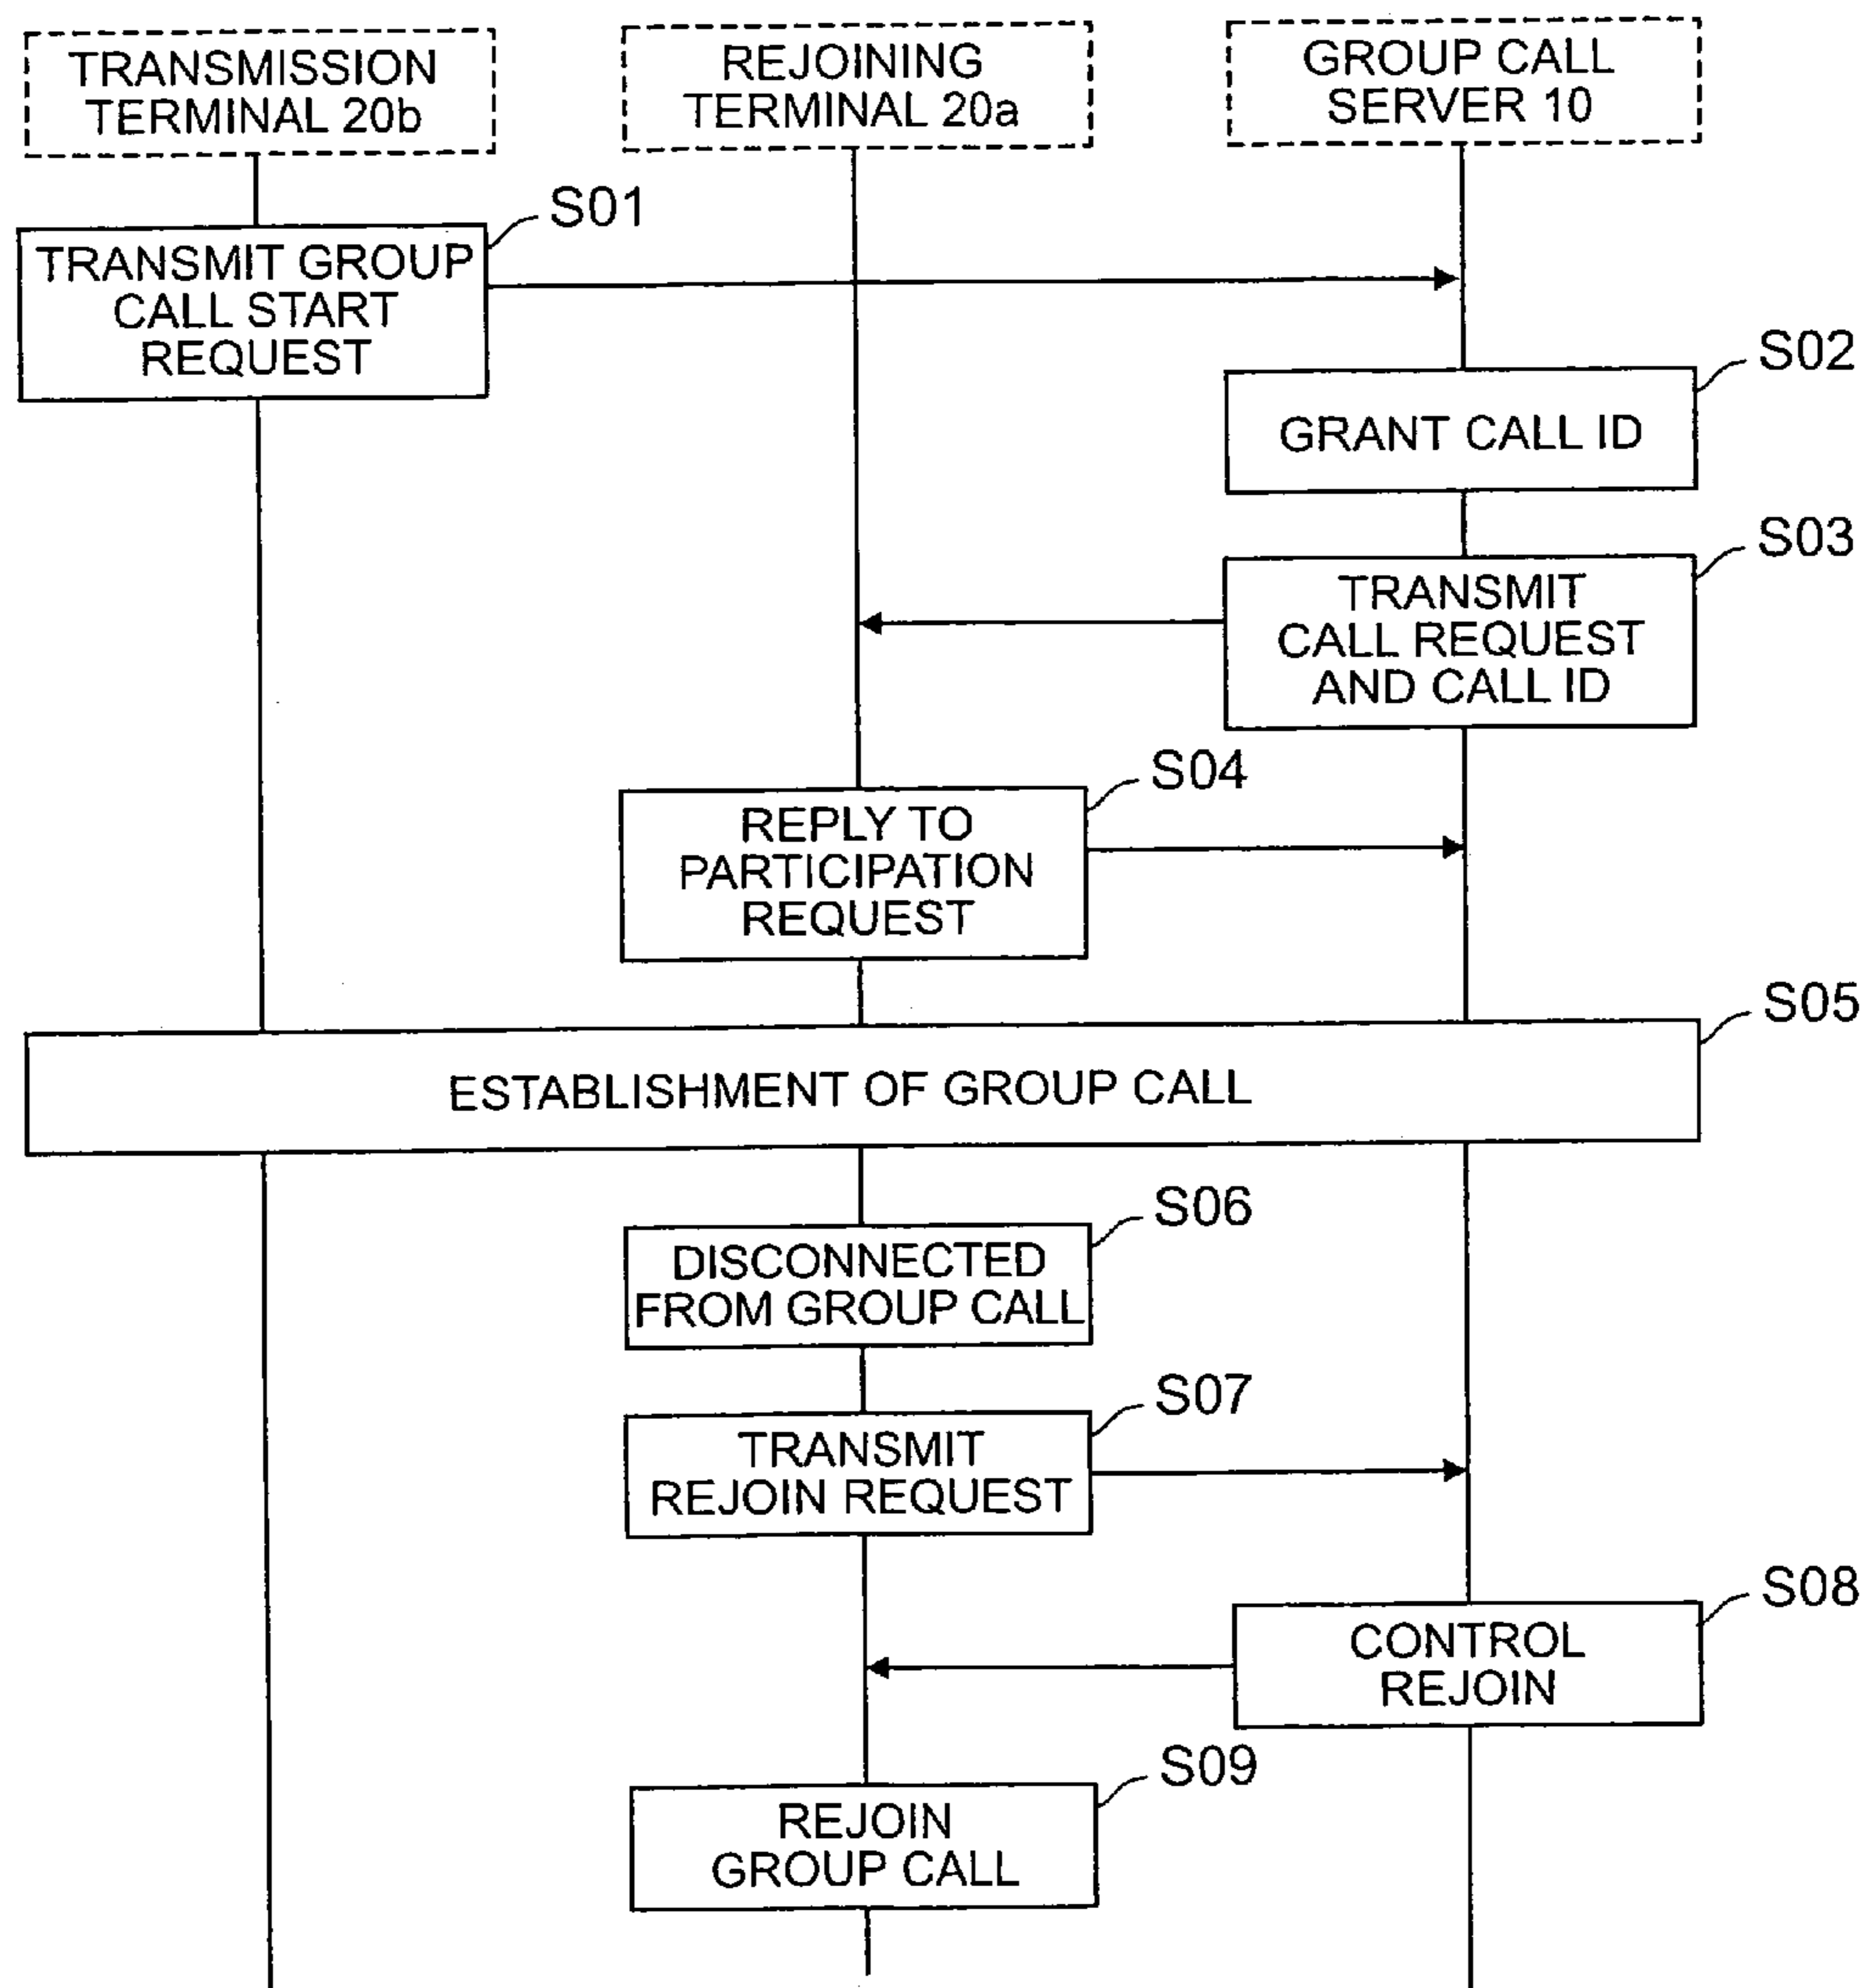 TRANSMISSION
TERMINAL 20b
REJOINING
TERMINAL 20a
GROUP CALL
SERVER 10
S01
TRANSMIT GROUP
CALL START
REQUEST
S02
GRANT CALL ID
S03
TRANSMIT
CALL REQUEST
AND CALL ID
S04
REPLY TO
PARTICIPATION
REQUEST
S05
ESTABLISHMENT OF GROUP CALL
S06
DISCONNECTED
FROM GROUP CALL
S07
TRANSMIT
REJOIN REQUEST
S08
CONTROL
REJOIN
S09
REJOIN
GROUP CALL